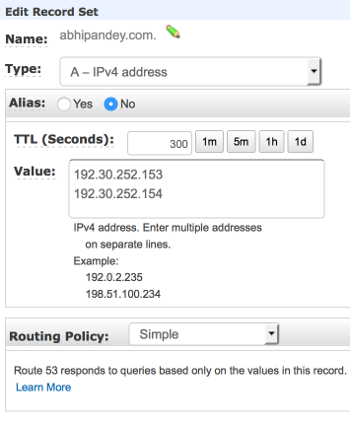 Edit Record Set
Name: abhipandey.com.
Type: A – IPv4 address
Alias: Yes No
TTL (Seconds): 300 1m 5m 1h 1d
Value: 192.30.252.153
192.30.252.154
IPv4 address. Enter multiple addresses
on separate lines.
Example:
192.0.2.235
198.51.100.234
Routing Policy: Simple
Route 53 responds to queries based only on the values in this record.
Learn More